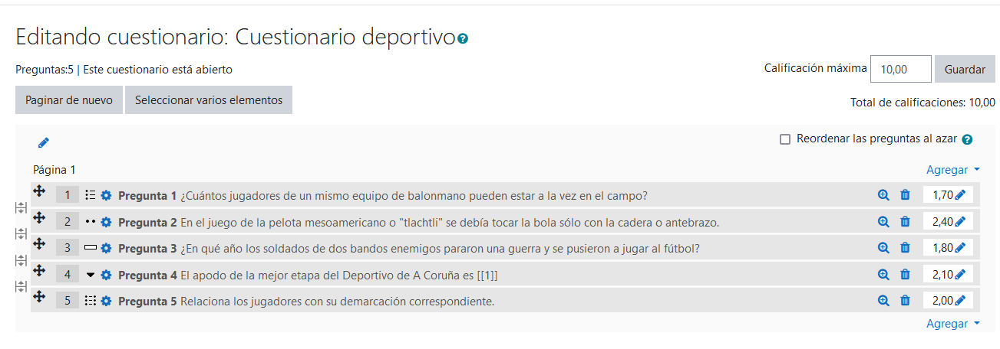 Editando cuestionario: Cuestionario deportivo
Preguntas:5 | Este cuestionario está abierto
Calificación máxima 10,00 Guardar
Paginar de nuevo Seleccionar varios elementos
Total de calificaciones: 10,00
Reordenar las preguntas al azar
Página 1
Agregar
1 Pregunta 1 ¿Cuántos jugadores de un mismo equipo de balonmano pueden estar a la vez en el campo? 1,70
2 Pregunta 2 En el juego de la pelota mesoamericano o "tlachtli" se debía tocar la bola sólo con la cadera o antebrazo. 2,40
3 Pregunta 3 ¿En qué año los soldados de dos bandos enemigos pararon una guerra y se pusieron a jugar al fútbol? 1,80
4 Pregunta 4 El apodo de la mejor etapa del Deportivo de A Coruña es [[1]] 2,10
5 Pregunta 5 Relaciona los jugadores con su demarcación correspondiente. 2,00
Agregar